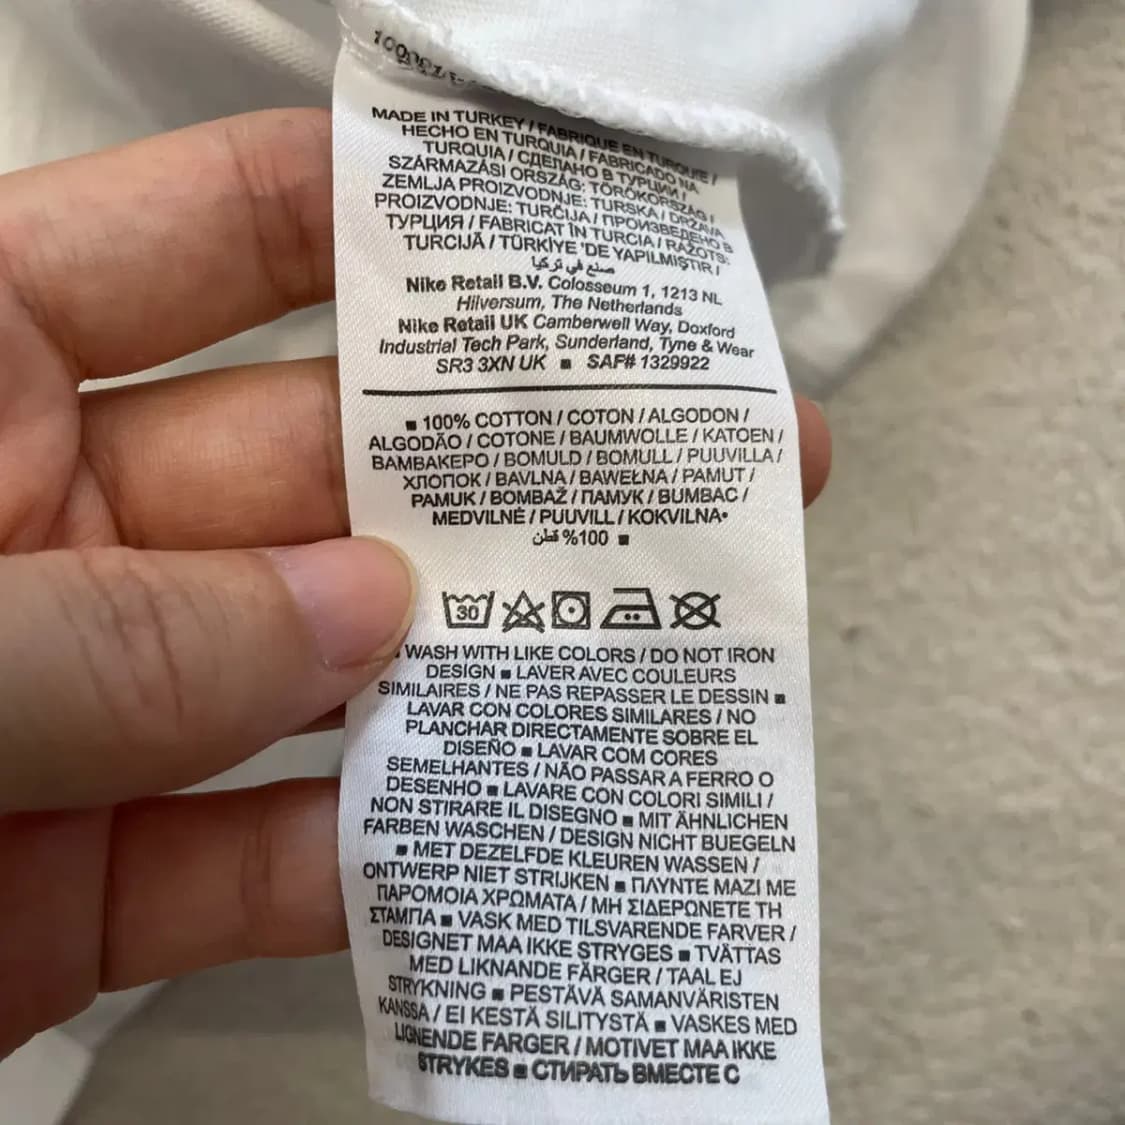 MADE IN TURKEY / FABRIQUE EN TURQUIE /
HECHO EN TURQUIA / FABRICADO NA
TURQUIA / СДЕЛАНО В ТУРЦИИ /
SZÁRMAZÁSI ORSZÁG: TÖRÖKORSZÁG /
ZEMLJA PROIZVODNJE: TURSKA / DRŽAVA
PROIZVODNJE: TURČIJA / ПРОИЗВЕДЕНО В
ТУРЦИЯ / FABRICAT ÎN TURCIA / RAŽOTS:
TURCIJĀ / TÜRKİYE 'DE YAPILMIŞTIR /
صنع في تركيا
Nike Retail B.V. Colosseum 1, 1213 NL
Hilversum, The Netherlands
Nike Retail UK Camberwell Way, Doxford
Industrial Tech Park, Sunderland, Tyne & Wear
SR3 3XN UK ■ SAF# 1329922
■ 100% COTTON / COTON / ALGODON /
ALGODÃO / COTONE / BAUMWOLLE / KATOEN /
ΒΑΜΒΑΚΕΡΟ / BOMULD / BOMULL / PUUVILLA /
ХЛОПОК / BAVLNA / BAWEŁNA / PAMUT /
PAMUK / BOMBAŽ / ПАМУК / BUMBAC /
MEDVILNĖ / PUUVILL / KOKVILNA•
100% قطن ■
30
WASH WITH LIKE COLORS / DO NOT IRON
DESIGN ■ LAVER AVEC COULEURS
SIMILAIRES / NE PAS REPASSER LE DESSIN ■
LAVAR CON COLORES SIMILARES / NO
PLANCHAR DIRECTAMENTE SOBRE EL
DISEÑO ■ LAVAR COM CORES
SEMELHANTES / NÃO PASSAR A FERRO O
DESENHO ■ LAVARE CON COLORI SIMILI /
NON STIRARE IL DISEGNO ■ MIT ÄHNLICHEN
FARBEN WASCHEN / DESIGN NICHT BUEGELN
■ MET DEZELFDE KLEUREN WASSEN /
ONTWERP NIET STRIJKEN ■ ΠΛΥΝΤΕ ΜΑΖΙ ΜΕ
ΠΑΡΟΜΟΙΑ ΧΡΩΜΑΤΑ / ΜΗ ΣΙΔΕΡΩΝΕΤΕ ΤΗ
ΣΤΑΜΠΑ ■ VASK MED TILSVARENDE FARVER /
DESIGNET MAA IKKE STRYGES ■ TVÄTTAS
MED LIKNANDE FÄRGER / TAAL EJ
STRYKNING ■ PESTÄVÄ SAMANVÄRISTEN
KANSSA / EI KESTÄ SILITYSTÄ ■ VASKES MED
LIGNENDE FARGER / MOTIVET MAA IKKE
STRYKES ■ СТИРАТЬ ВМЕСТЕ С